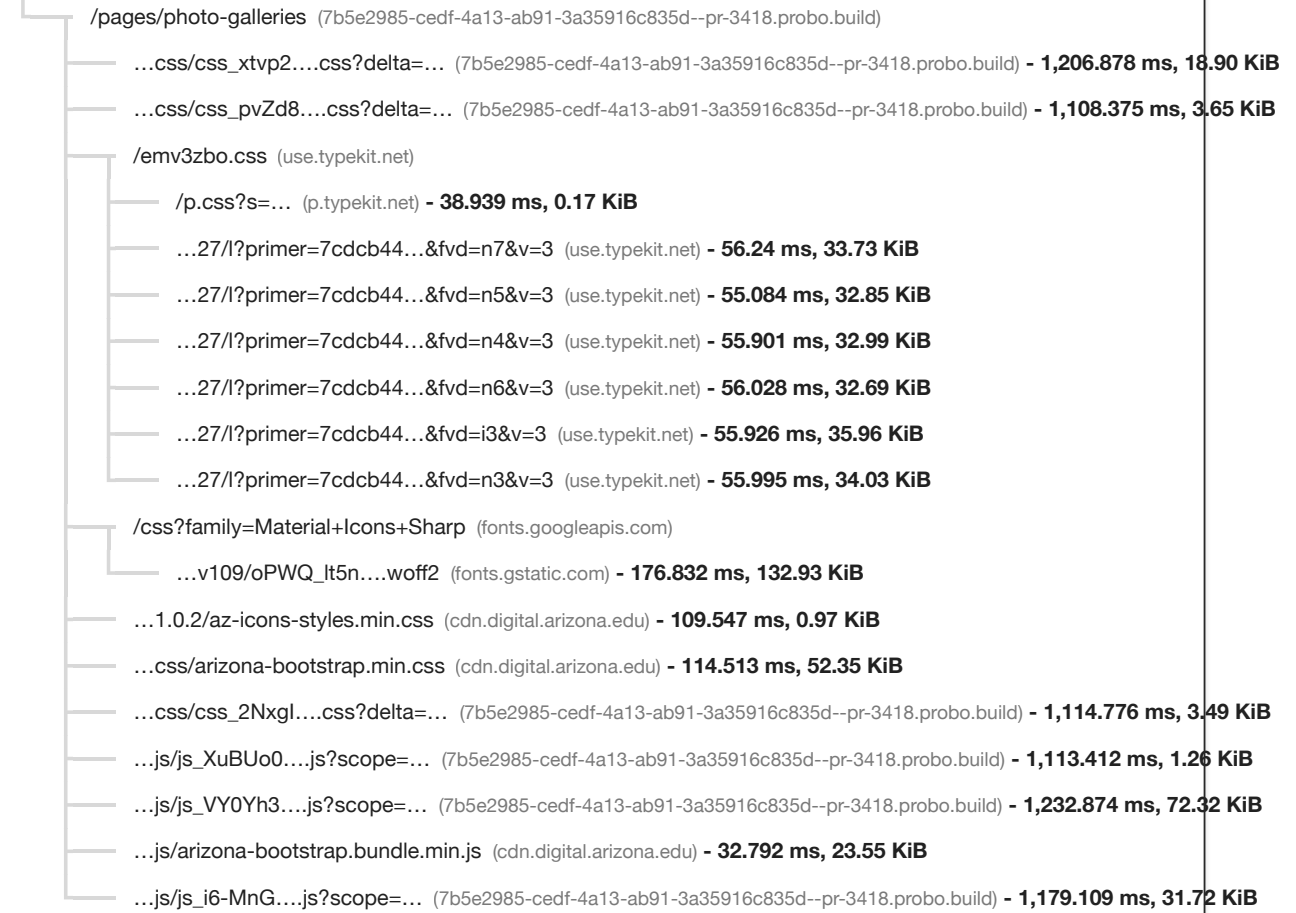 /pages/photo-galleries (7b5e2985-cedf-4a13-ab91-3a35916c835d--pr-3418.probo.build)
…css/css_xtvp2….css?delta=… (7b5e2985-cedf-4a13-ab91-3a35916c835d--pr-3418.probo.build) - 1,206.878 ms, 18.90 KiB
…css/css_pvZd8….css?delta=… (7b5e2985-cedf-4a13-ab91-3a35916c835d--pr-3418.probo.build) - 1,108.375 ms, 3.65 KiB
/emv3zbo.css (use.typekit.net)
/p.css?s=… (p.typekit.net) - 38.939 ms, 0.17 KiB
…27/l?primer=7cdcb44…&fvd=n7&v=3 (use.typekit.net) - 56.24 ms, 33.73 KiB
…27/l?primer=7cdcb44…&fvd=n5&v=3 (use.typekit.net) - 55.084 ms, 32.85 KiB
…27/l?primer=7cdcb44…&fvd=n4&v=3 (use.typekit.net) - 55.901 ms, 32.99 KiB
…27/l?primer=7cdcb44…&fvd=n6&v=3 (use.typekit.net) - 56.028 ms, 32.69 KiB
…27/l?primer=7cdcb44…&fvd=i3&v=3 (use.typekit.net) - 55.926 ms, 35.96 KiB
…27/l?primer=7cdcb44…&fvd=n3&v=3 (use.typekit.net) - 55.995 ms, 34.03 KiB
/css?family=Material+Icons+Sharp (fonts.googleapis.com)
…v109/oPWQ_lt5n….woff2 (fonts.gstatic.com) - 176.832 ms, 132.93 KiB
…1.0.2/az-icons-styles.min.css (cdn.digital.arizona.edu) - 109.547 ms, 0.97 KiB
…css/arizona-bootstrap.min.css (cdn.digital.arizona.edu) - 114.513 ms, 52.35 KiB
…css/css_2NxgI….css?delta=… (7b5e2985-cedf-4a13-ab91-3a35916c835d--pr-3418.probo.build) - 1,114.776 ms, 3.49 KiB
…js/js_XuBUo0….js?scope=… (7b5e2985-cedf-4a13-ab91-3a35916c835d--pr-3418.probo.build) - 1,113.412 ms, 1.26 KiB
…js/js_VY0Yh3….js?scope=… (7b5e2985-cedf-4a13-ab91-3a35916c835d--pr-3418.probo.build) - 1,232.874 ms, 72.32 KiB
…js/arizona-bootstrap.bundle.min.js (cdn.digital.arizona.edu) - 32.792 ms, 23.55 KiB
…js/js_i6-MnG….js?scope=… (7b5e2985-cedf-4a13-ab91-3a35916c835d--pr-3418.probo.build) - 1,179.109 ms, 31.72 KiB